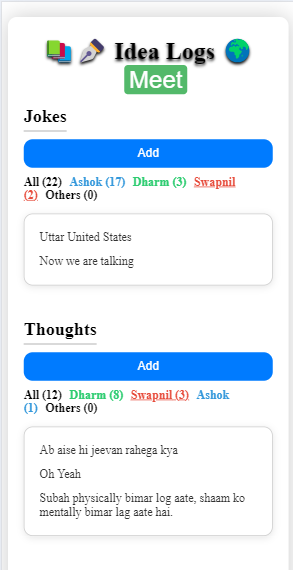 📚 🖋️ Idea Logs 🌍
Meet
Jokes
Add
All (22) Ashok (17) Dharm (3) Swapnil
(2) Others (0)
Uttar United States
Now we are talking
Thoughts
Add
All (12) Dharm (8) Swapnil (3) Ashok
(1) Others (0)
Ab aise hi jeevan rahega kya
Oh Yeah
Subah physically bimar log aate, shaam ko
mentally bimar lag aate hai.